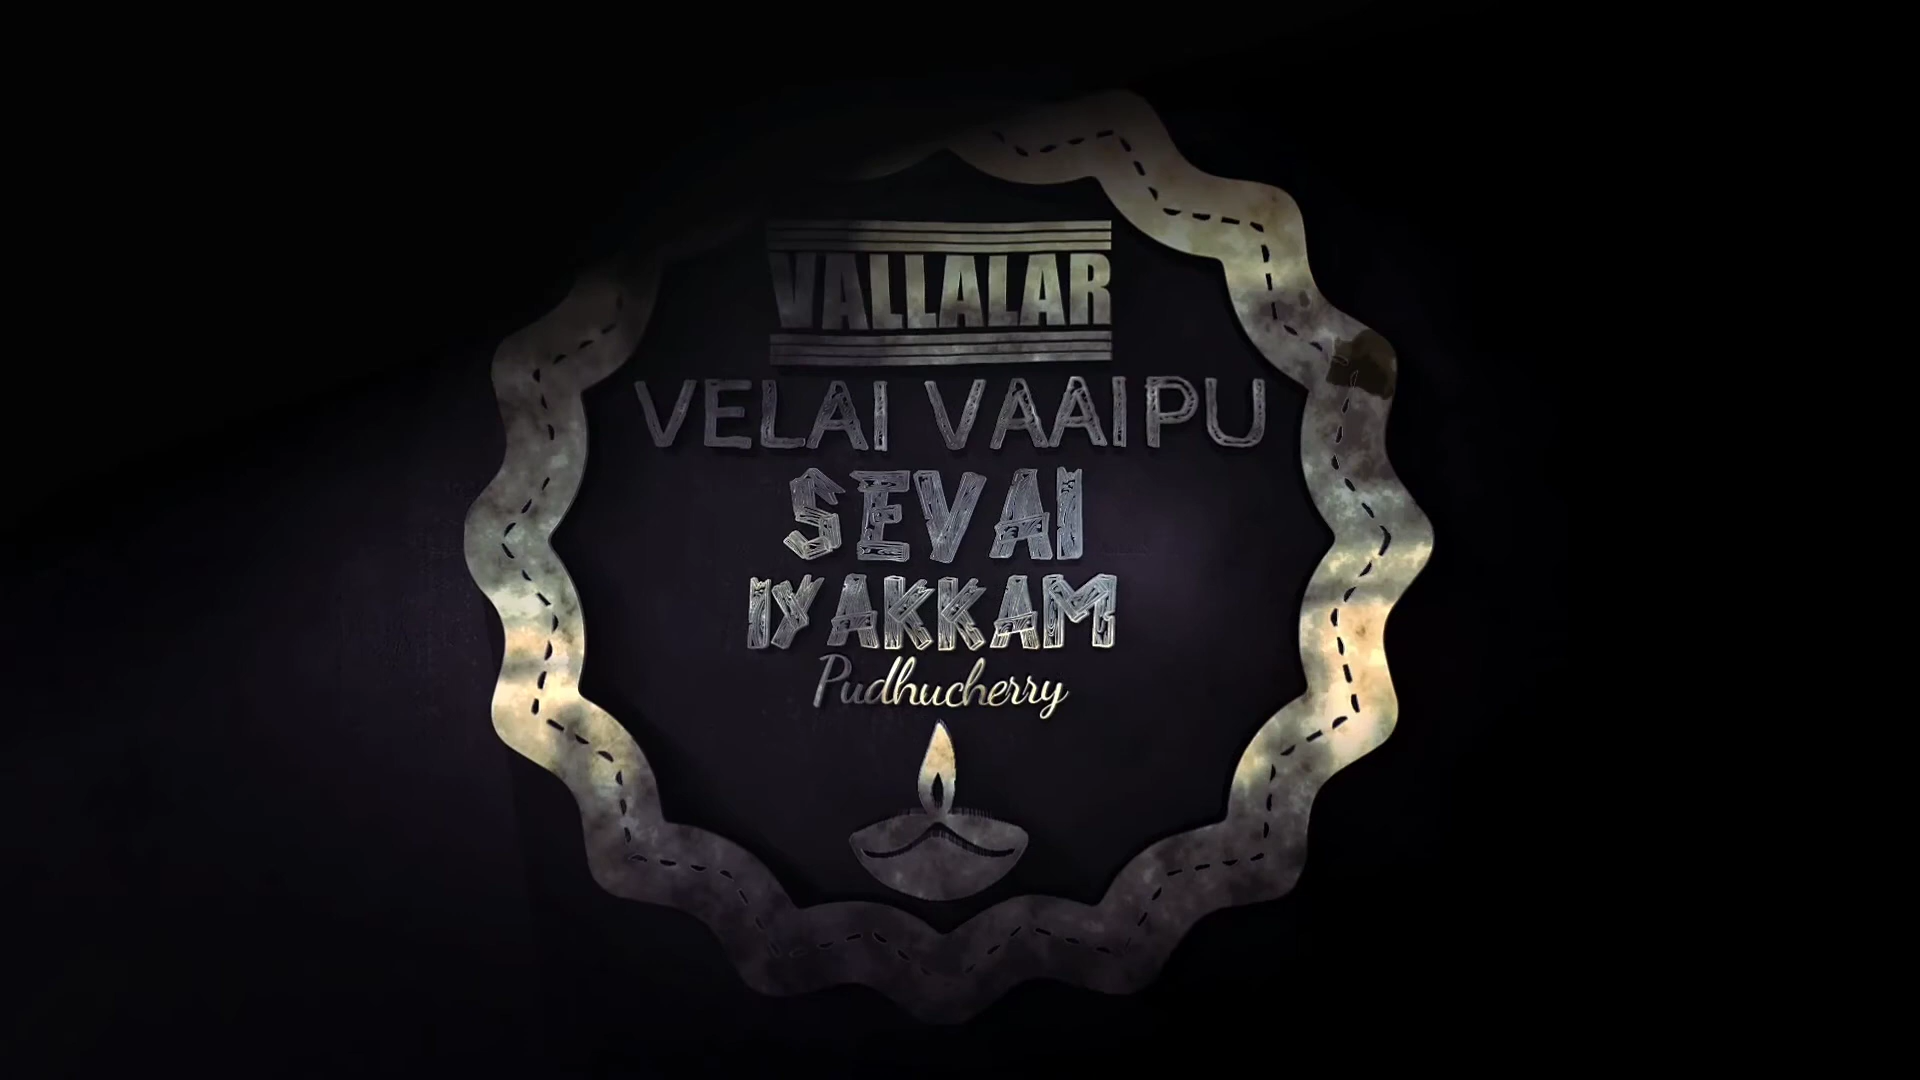 VALLALAR
VELAI VAAIPU
SEVAI
IYAKKAM
Pudhucherry